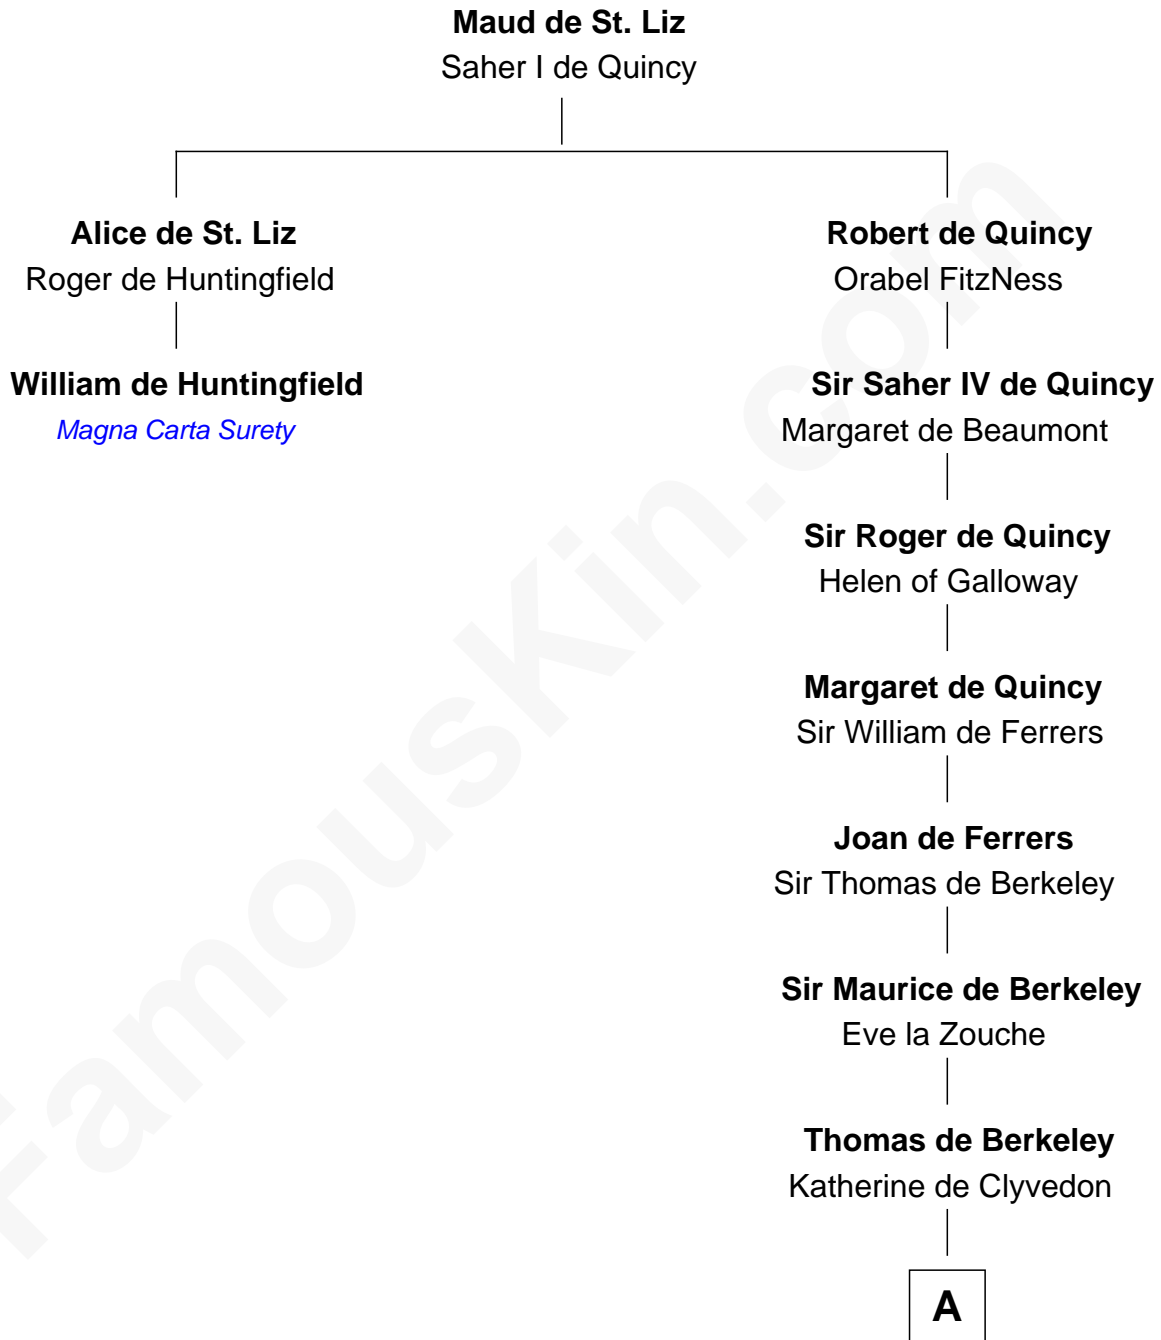 Maud de St. Liz
Saher I de Quincy
Alice de St. Liz
Roger de Huntingfield
William de Huntingfield
Magna Carta Surety
Robert de Quincy
Orabel FitzNess
Sir Saher IV de Quincy
Margaret de Beaumont
Sir Roger de Quincy
Helen of Galloway
Margaret de Quincy
Sir William de Ferrers
Joan de Ferrers
Sir Thomas de Berkeley
Sir Maurice de Berkeley
Eve la Zouche
Thomas de Berkeley
Katherine de Clyvedon
A
FamousKin.com